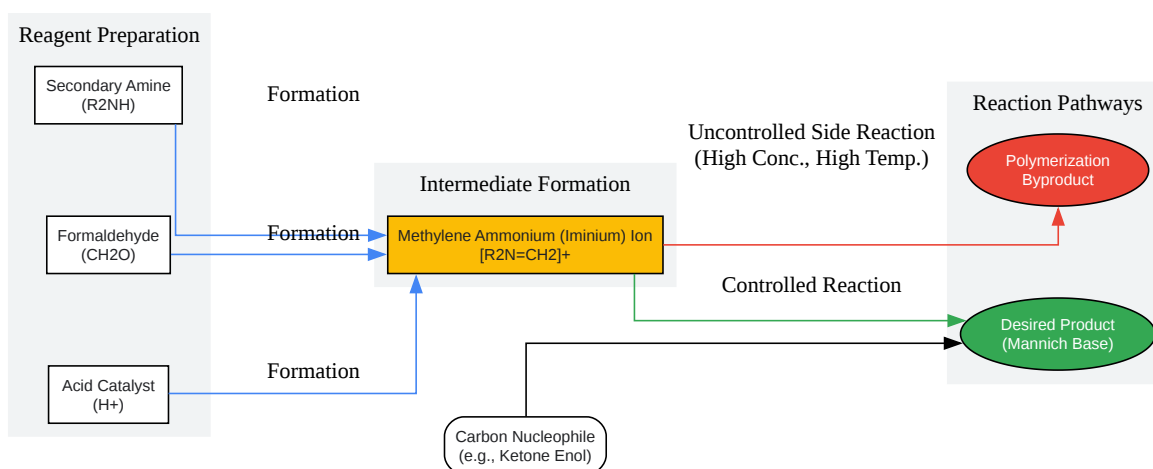 Reagent Preparation
Secondary Amine
(R2NH)
Formation
Formaldehyde
(CH2O)
Formation
Acid Catalyst
(H+)
Formation
Intermediate Formation
Methylene Ammonium (Iminium) Ion
[R2N=CH2]+
Carbon Nucleophile
(e.g., Ketone Enol)
Uncontrolled Side Reaction
(High Conc., High Temp.)
Controlled Reaction
Reaction Pathways
Polymerization
Byproduct
Desired Product
(Mannich Base)